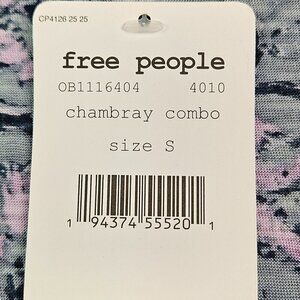 CP4126 25 25
free people
OB1116404 4010
chambray combo
size S
1 94374 55520 1